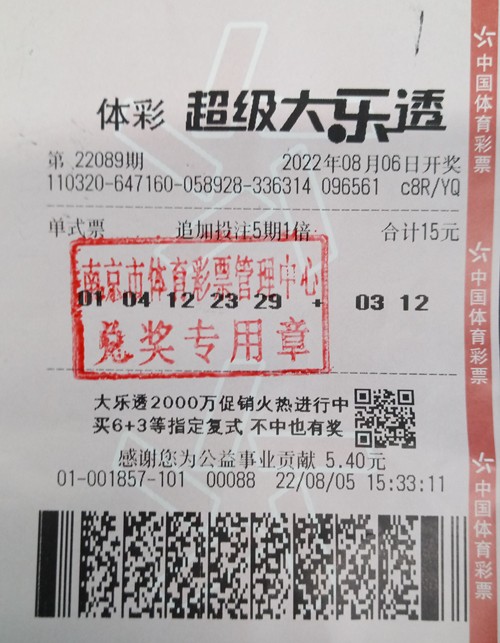 体彩 超级大乐透
第 22089期 2022年08月06日开奖
110320-647160-058928-336314 096561 c8R/YQ
单式票 追加投注5期1倍 合计15元
南京市体育彩票管理中心
01 04 12 23 29 + 03 12
兑奖专用章
大乐透2000万促销火热进行中
买6+3等指定复式 不中也有奖
感谢您为公益事业贡献 5.40元
01-001857-101 00088 22/08/05 15:33:11
中国体育彩票
中国体育彩票
中国体育彩票